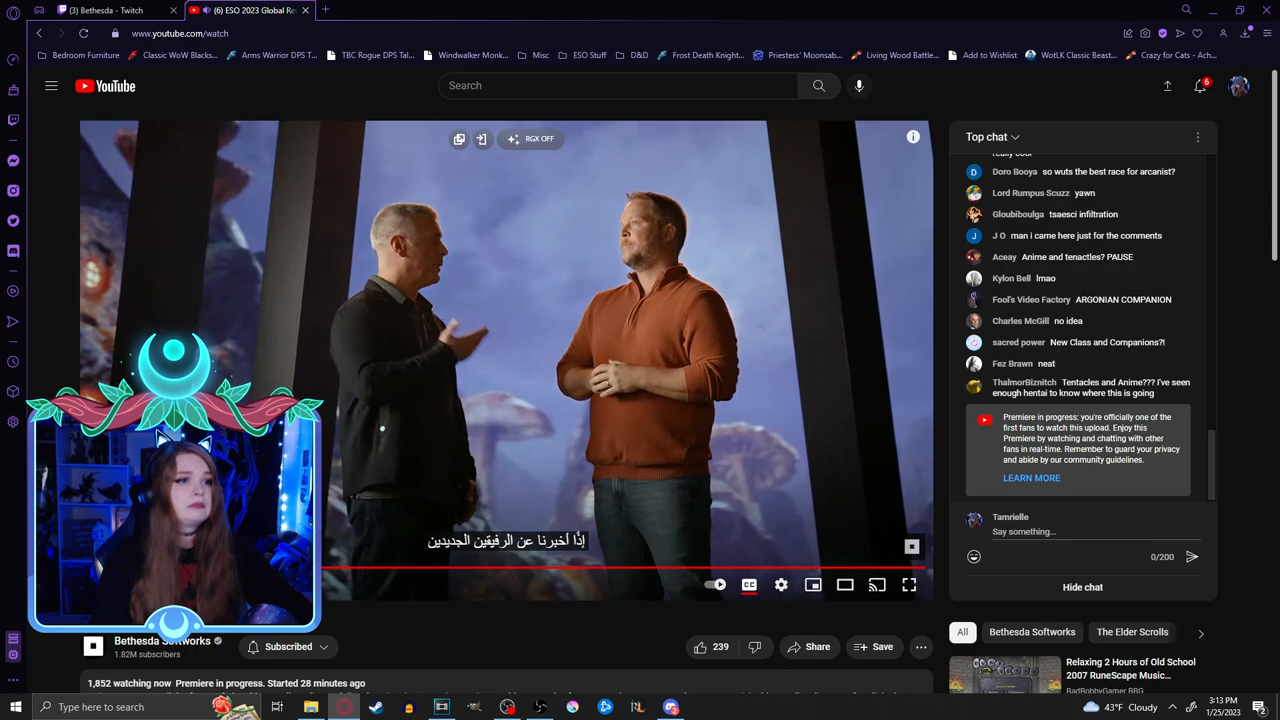 (3) Bethesda - Twitch
(6) ESO 2023 Global Re
www.youtube.com/watch
Bedroom Furniture
Classic WoW Blacks...
Arms Warrior DPS T...
TBC Rogue DPS Tal...
Windwalker Monk...
Misc
ESO Stuff
D&D
Frost Death Knight...
Priestess' Moonsab...
Living Wood Battle...
Add to Wishlist
WotLK Classic Beast...
Crazy for Cats - Ach...
YouTube
Search
6
RGX OFF
إذًا أخبرنا عن الرفيقين الجديدين
CC
Top chat
really cool
Doro Booya so wuts the best race for arcanist?
Lord Rumpus Scuzz yawn
Gloubiboulga tsaesci infiltration
J O man i came here just for the comments
Aceay Anime and tenactles? PAUSE
Kylon Bell lmao
Fool's Video Factory ARGONIAN COMPANION
Charles McGill no idea
sacred power New Class and Companions?!
Fez Brawn neat
ThalmorBiznitch Tentacles and Anime??? I've seen
enough hentai to know where this is going
Premiere in progress: you're officially one of the
first fans to watch this upload. Enjoy this
Premiere by watching and chatting with other
fans in real-time. Remember to guard your privacy
and abide by our community guidelines.
LEARN MORE
Tamrielle
Say something...
0/200
Hide chat
Bethesda Softworks
1.82M subscribers
Subscribed
239
Share
Save
1,852 watching now Premiere in progress. Started 28 minutes ago
All
Bethesda Softworks
The Elder Scrolls
Relaxing 2 Hours of Old School
2007 RuneScape Music...
BadBobbyGamer BBG
Type here to search
43°F Cloudy
3:13 PM
1/25/2023
2